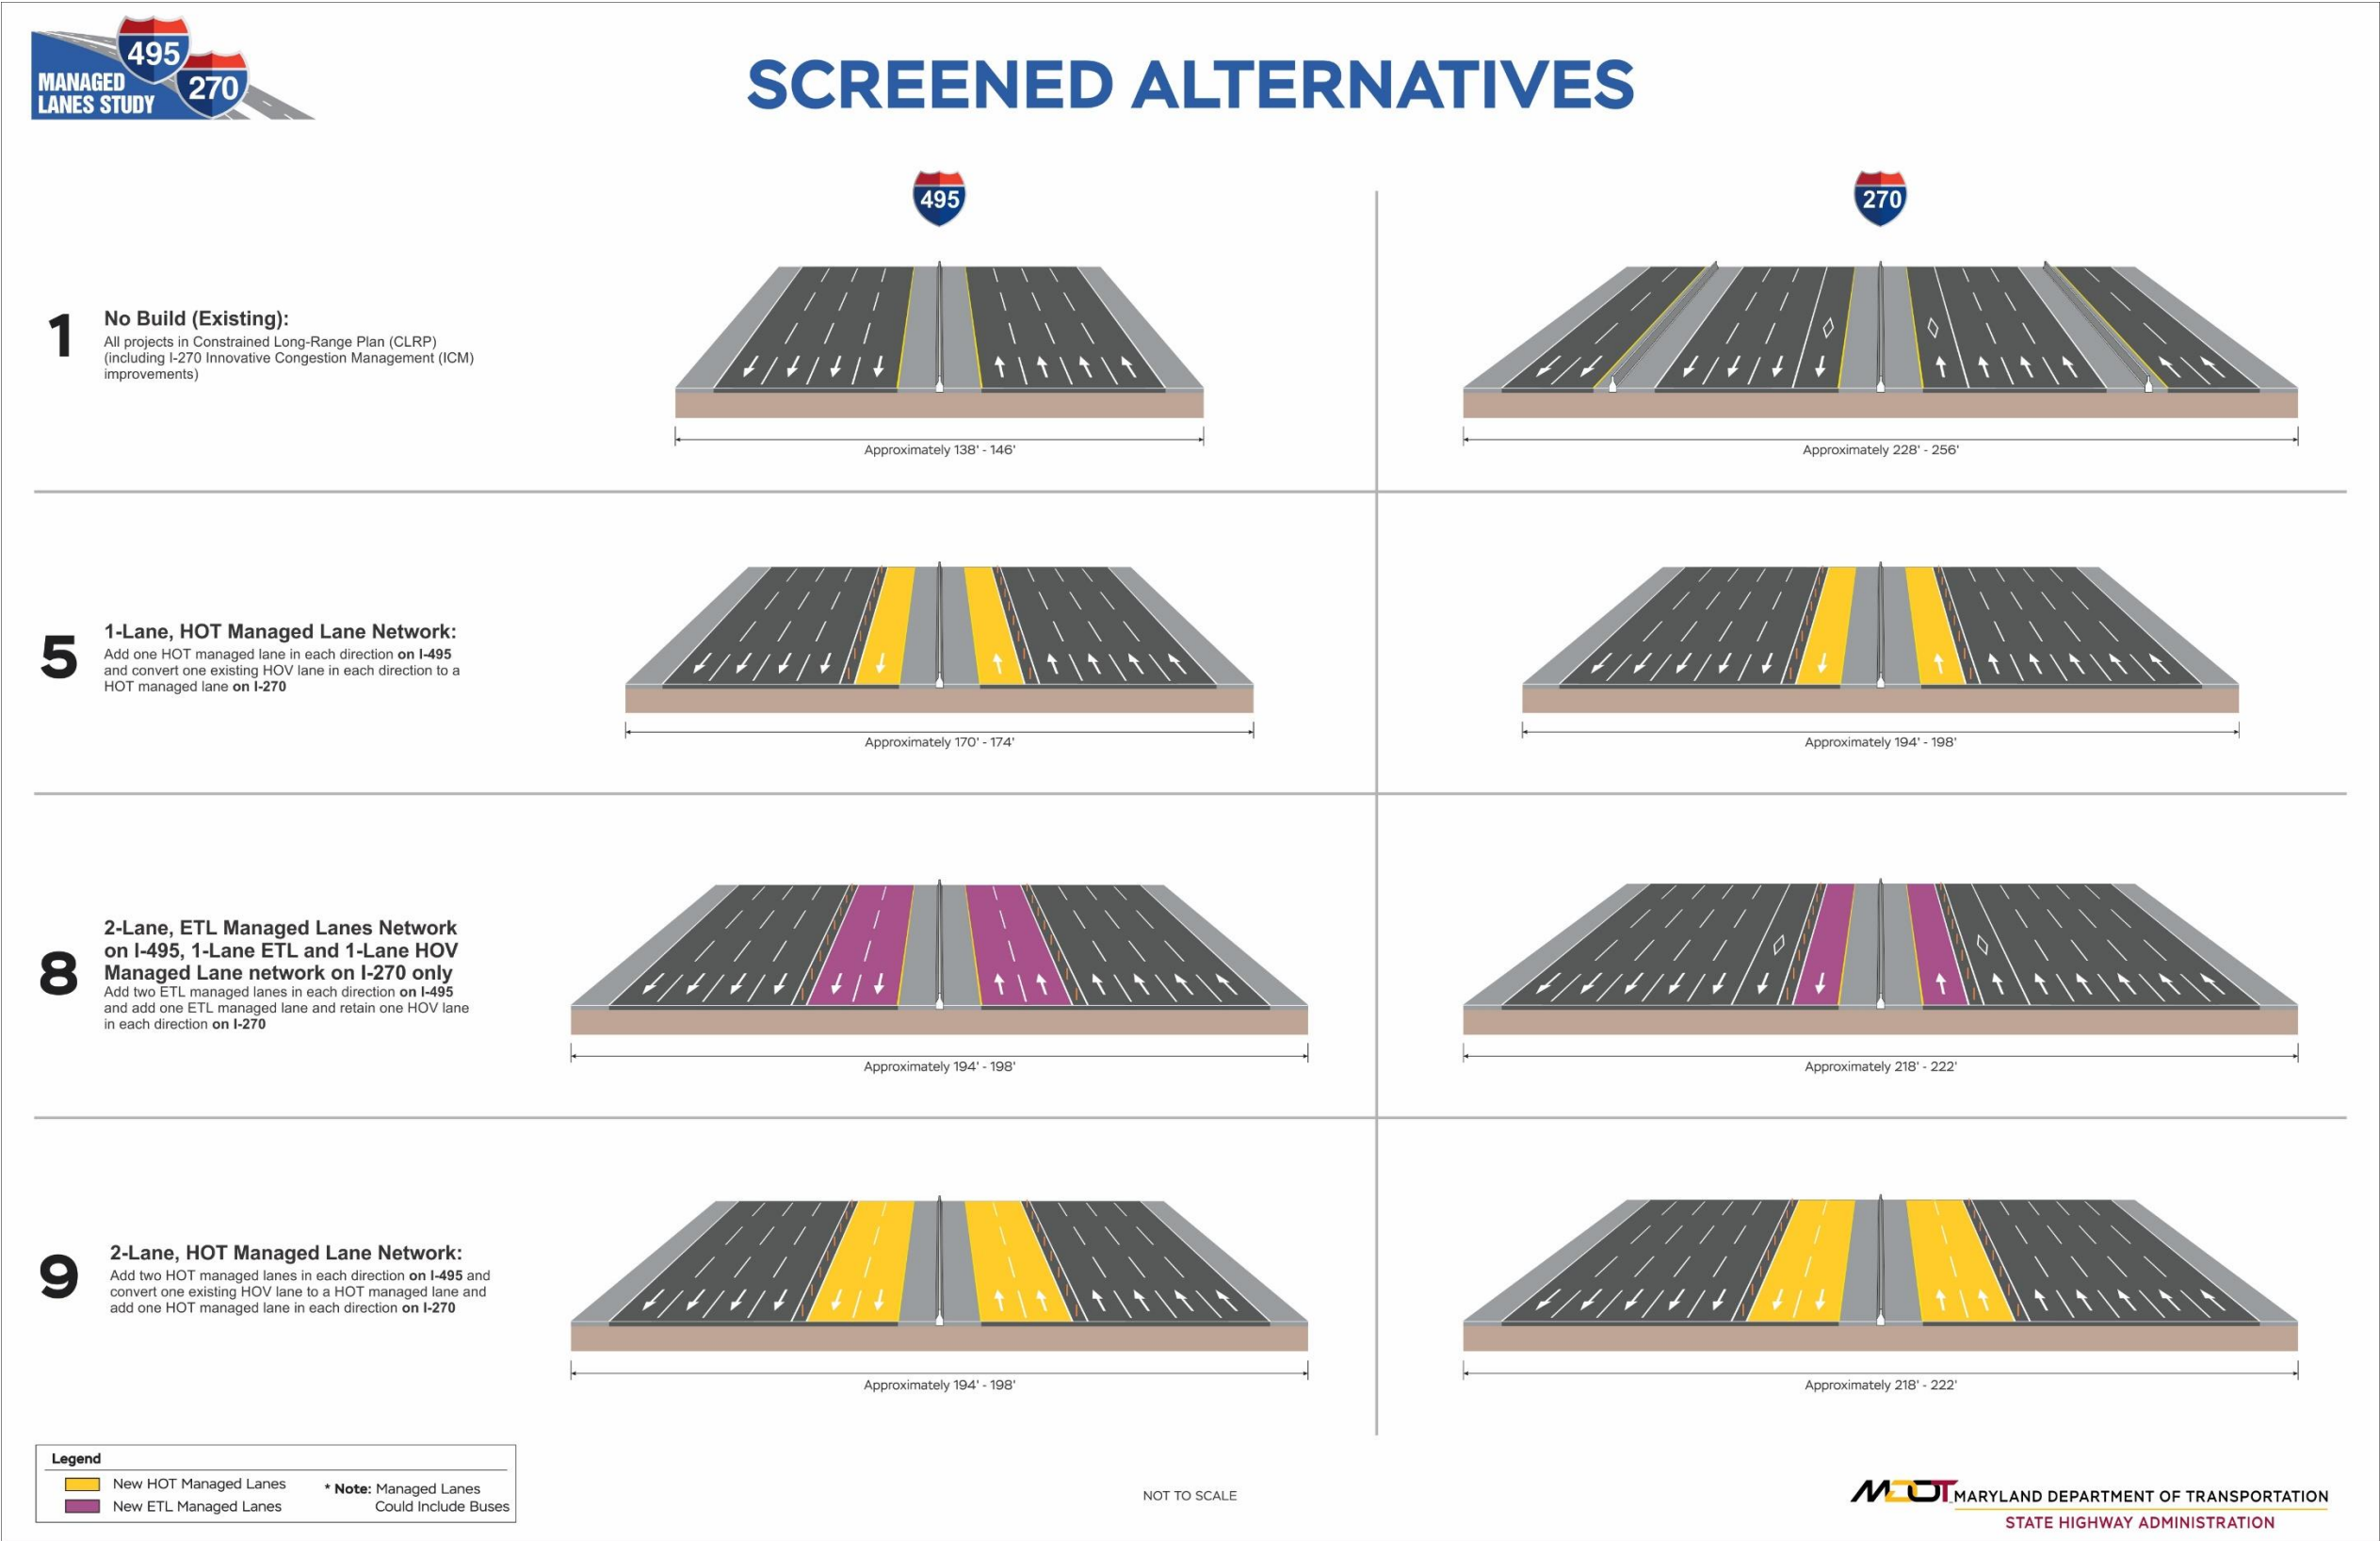 495
MANAGED
LANES STUDY
270
SCREENED ALTERNATIVES
495
270
1
No Build (Existing):
All projects in Constrained Long-Range Plan (CLRP)
(including I-270 Innovative Congestion Management (ICM)
improvements)
Approximately 138' - 146'
Approximately 228' - 256'
5
1-Lane, HOT Managed Lane Network:
Add one HOT managed lane in each direction on I-495
and convert one existing HOV lane in each direction to a
HOT managed lane on I-270
Approximately 170' - 174'
Approximately 194' - 198'
8
2-Lane, ETL Managed Lanes Network
on I-495, 1-Lane ETL and 1-Lane HOV
Managed Lane network on I-270 only
Add two ETL managed lanes in each direction on I-495
and add one ETL managed lane and retain one HOV lane
in each direction on I-270
Approximately 194' - 198'
Approximately 218' - 222'
9
2-Lane, HOT Managed Lane Network:
Add two HOT managed lanes in each direction on I-495 and
convert one existing HOV lane to a HOT managed lane and
add one HOT managed lane in each direction on I-270
Approximately 194' - 198'
Approximately 218' - 222'
Legend
New HOT Managed Lanes
New ETL Managed Lanes
* Note: Managed Lanes
Could Include Buses
NOT TO SCALE
MDOT MARYLAND DEPARTMENT OF TRANSPORTATION
STATE HIGHWAY ADMINISTRATION